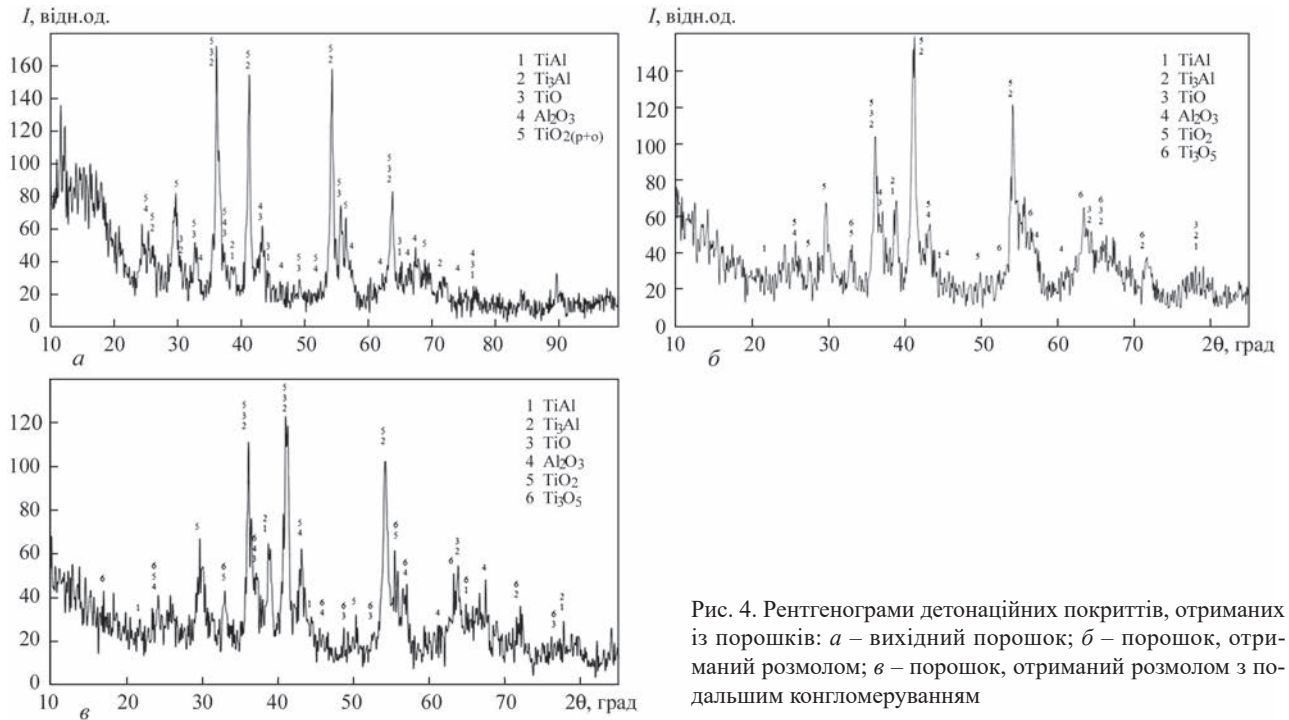 I, відн.од.
160
140
120
100
80
60
40
20
0
10 20 30 40 50 60 70 80 2θ, град
а
1 TiAl
2 Ti₃Al
3 TiO
4 Al₂O₃
5 TiO₂₍ₚ₊ₒ₎
I, відн.од.
140
120
100
80
60
40
20
0
10 20 30 40 50 60 70 2θ, град
б
1 TiAl
2 Ti₃Al
3 TiO
4 Al₂O₃
5 TiO₂
6 Ti₃O₅
120
100
80
60
40
20
0
10 20 30 40 50 60 70 2θ, град
в
1 TiAl
2 Ti₃Al
3 TiO
4 Al₂O₃
5 TiO₂
6 Ti₃O₅
Рис. 4. Рентгенограми детонаційних покриттів, отриманих
із порошків: а – вихідний порошок; б – порошок, отри-
маний розмолом; в – порошок, отриманий розмолом з по-
дальшим конгломеруванням